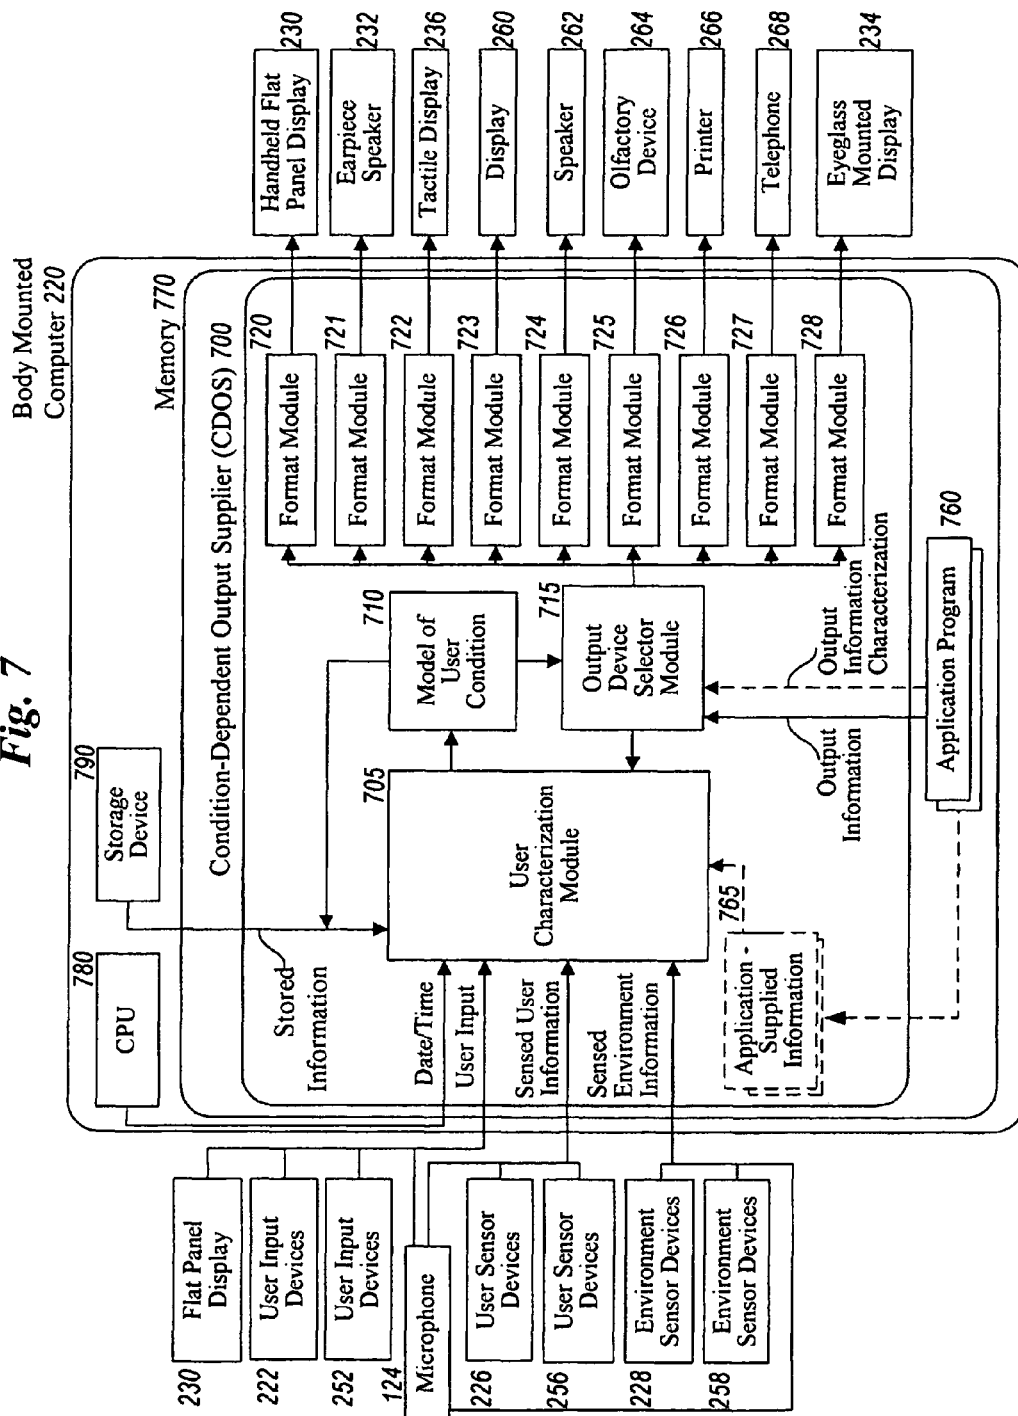 Fig. 7
Body Mounted
Computer 220
Memory 770
Condition-Dependent Output Supplier (CDOS) 700
780
CPU
790
Storage
Device
Stored
Information
230
Flat Panel
Display
222
User Input
Devices
252
User Input
Devices
124
Microphone
226
User Sensor
Devices
256
User Sensor
Devices
228
Environment
Sensor Devices
258
Environment
Sensor Devices
Date/Time
User Input
Sensed User
Information
Sensed
Environment
Information
765
Application -
Supplied
Information
705
User
Characterization
Module
710
Model of
User
Condition
715
Output
Device
Selector
Module
Output
Information
Output
Information
Characterization
760
Application Program
720
Format Module
721
Format Module
722
Format Module
723
Format Module
724
Format Module
725
Format Module
726
Format Module
727
Format Module
728
Format Module
230
Handheld Flat
Panel Display
232
Earpiece
Speaker
236
Tactile Display
260
Display
262
Speaker
264
Olfactory
Device
266
Printer
268
Telephone
234
Eyeglass
Mounted
Display